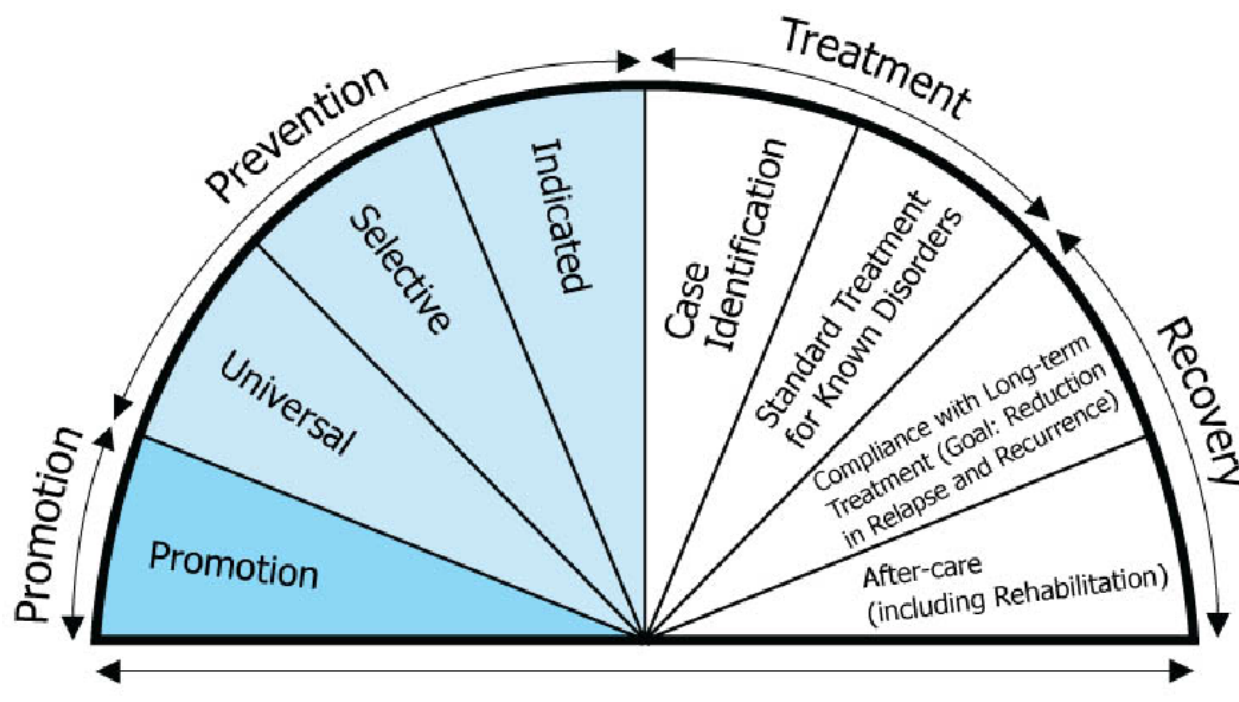 Treatment
Prevention
Recovery
Promotion
Indicated
Selective
Universal
Promotion
Case
Identification
Standard Treatment
for Known Disorders
Compliance with Long-term
Treatment (Goal: Reduction
in Relapse and Recurrence)
After-care
(including Rehabilitation)